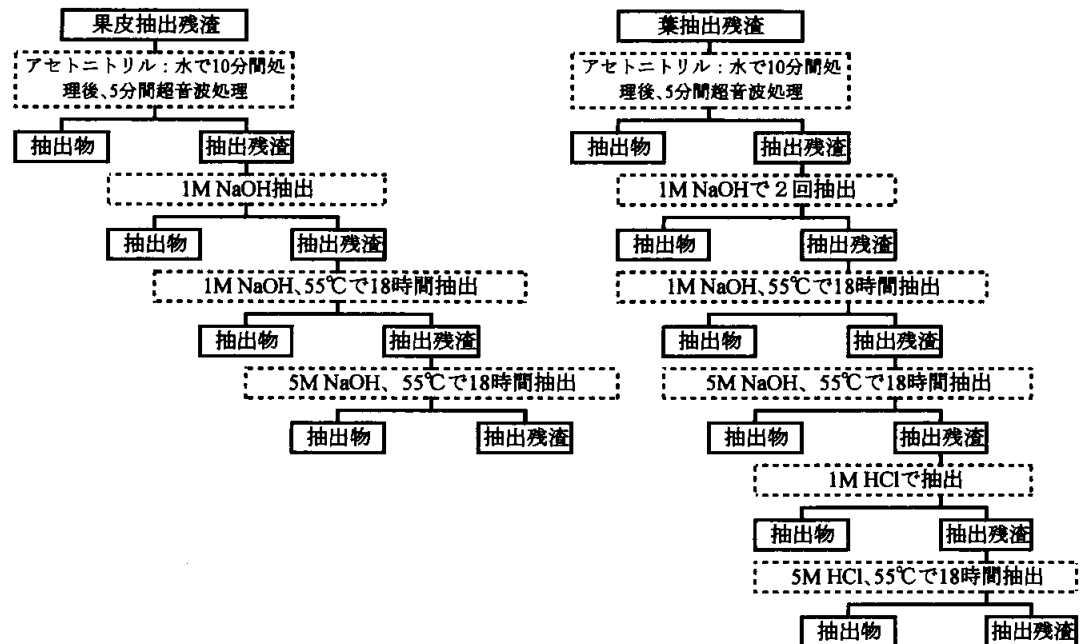 果皮抽出残渣
アセトニトリル：水で10分間処
理後、5分間超音波処理
抽出物
抽出残渣
1M NaOH抽出
抽出物
抽出残渣
1M NaOH、55℃で18時間抽出
抽出物
抽出残渣
5M NaOH、55℃で18時間抽出
抽出物
抽出残渣
葉抽出残渣
アセトニトリル：水で10分間処
理後、5分間超音波処理
抽出物
抽出残渣
1M NaOHで２回抽出
抽出物
抽出残渣
1M NaOH、55℃で18時間抽出
抽出物
抽出残渣
5M NaOH、55℃で18時間抽出
抽出物
抽出残渣
1M HClで抽出
抽出物
抽出残渣
5M HCl、55℃で18時間抽出
抽出物
抽出残渣